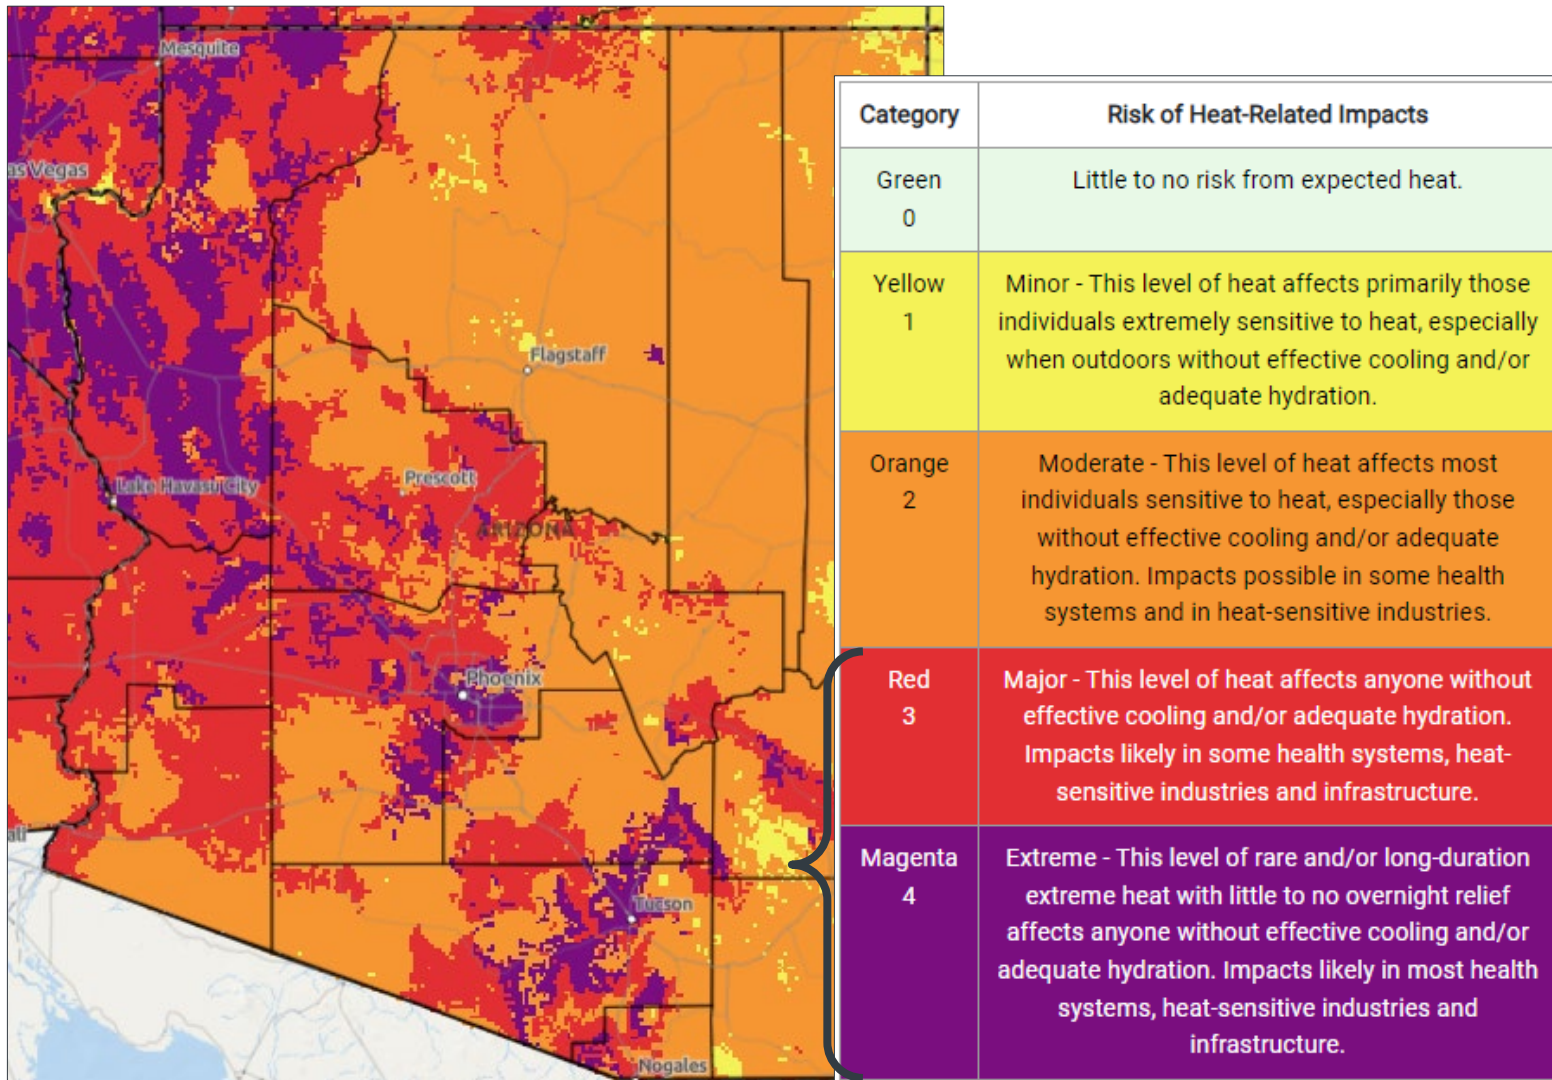 Mesquite
as Vegas
Flagstaff
Prescott
Lake Havasu City
ARIZONA
Phoenix
Tucson
Nogales
ali
Category
Risk of Heat-Related Impacts
Green
0
Little to no risk from expected heat.
Yellow
1
Minor - This level of heat affects primarily those
individuals extremely sensitive to heat, especially
when outdoors without effective cooling and/or
adequate hydration.
Orange
2
Moderate - This level of heat affects most
individuals sensitive to heat, especially those
without effective cooling and/or adequate
hydration. Impacts possible in some health
systems and in heat-sensitive industries.
Red
3
Major - This level of heat affects anyone without
effective cooling and/or adequate hydration.
Impacts likely in some health systems, heat-
sensitive industries and infrastructure.
Magenta
4
Extreme - This level of rare and/or long-duration
extreme heat with little to no overnight relief
affects anyone without effective cooling and/or
adequate hydration. Impacts likely in most health
systems, heat-sensitive industries and
infrastructure.